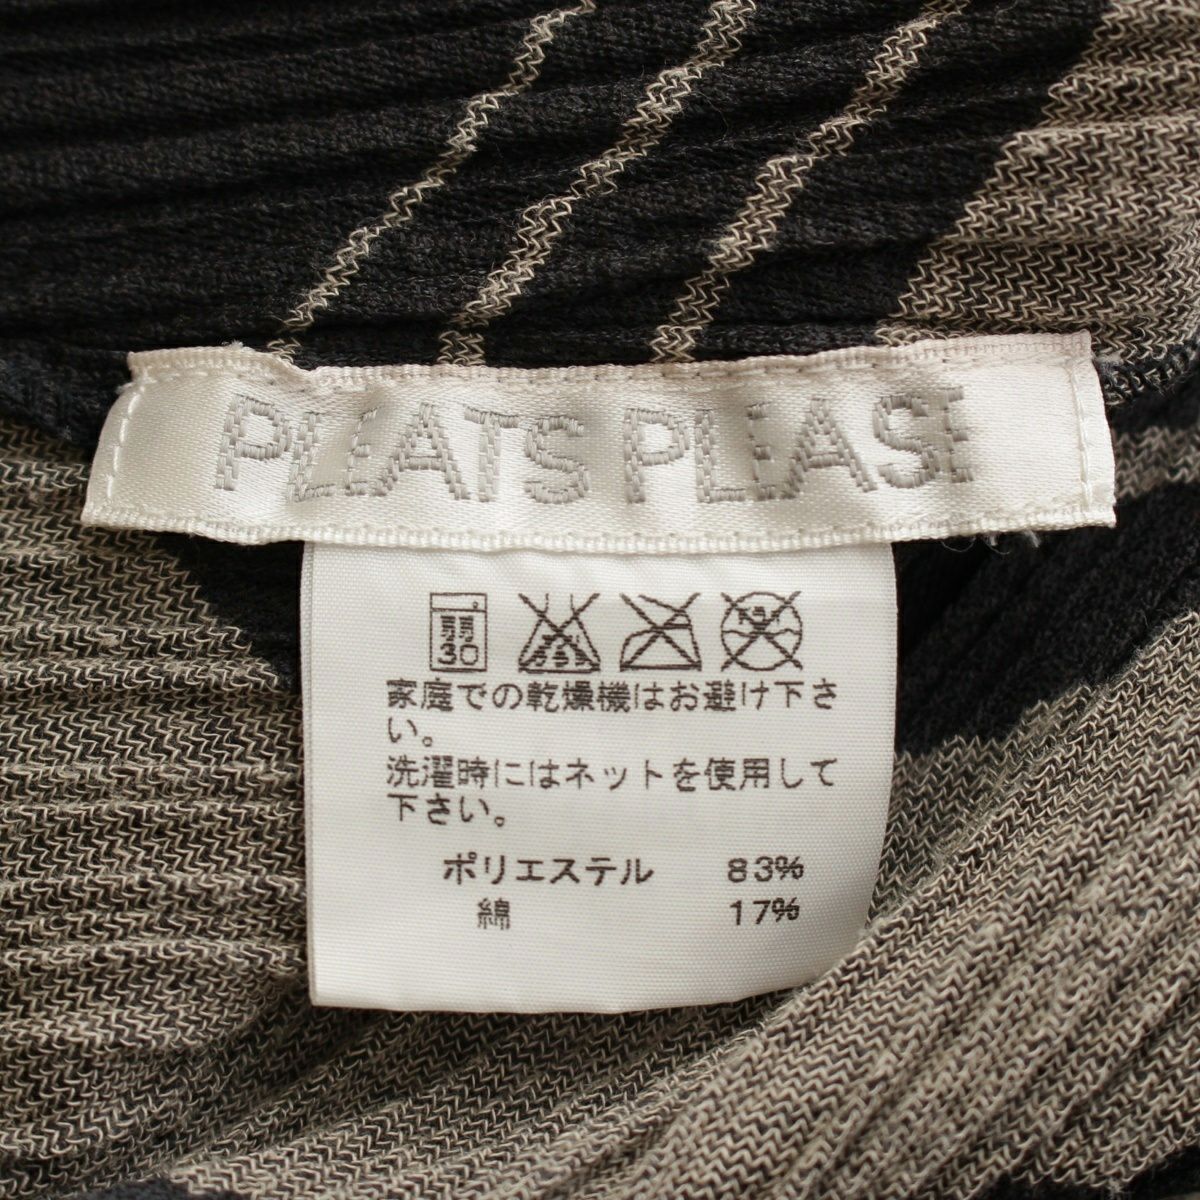 PLEATS PLEASE
弱
30
家庭での乾燥機はお避け下さ
い。
洗濯時にはネットを使用して
下さい。
ポリエステル 83%
綿 17%